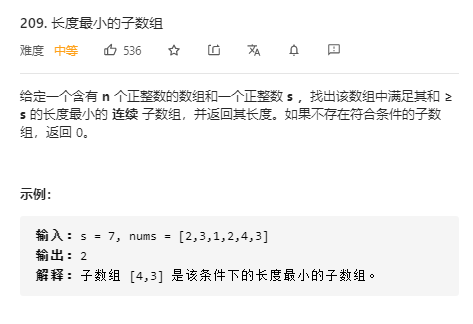 209. 长度最小的子数组
难度 中等 536
给定一个含有 n 个正整数的数组和一个正整数 s ，找出该数组中满足其和 ≥
s 的长度最小的 连续 子数组，并返回其长度。如果不存在符合条件的子数
组，返回 0。
示例：
输入：s = 7, nums = [2,3,1,2,4,3]
输出：2
解释：子数组 [4,3] 是该条件下的长度最小的子数组。